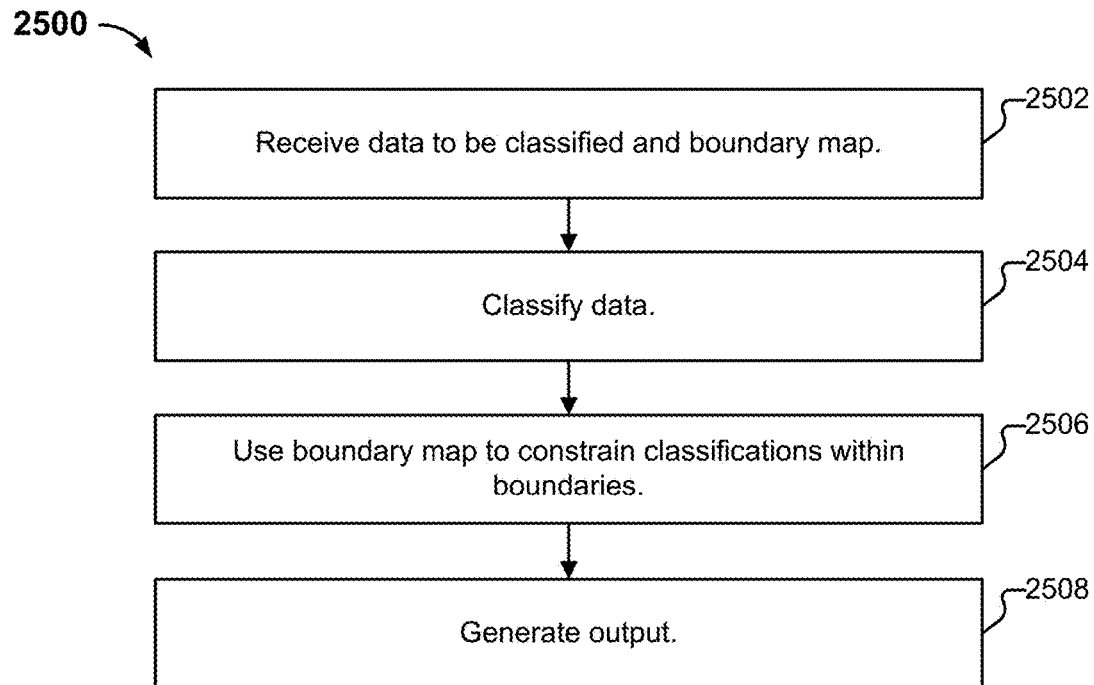 2500
2502
Receive data to be classified and boundary map.
2504
Classify data.
2506
Use boundary map to constrain classifications within
boundaries.
2508
Generate output.